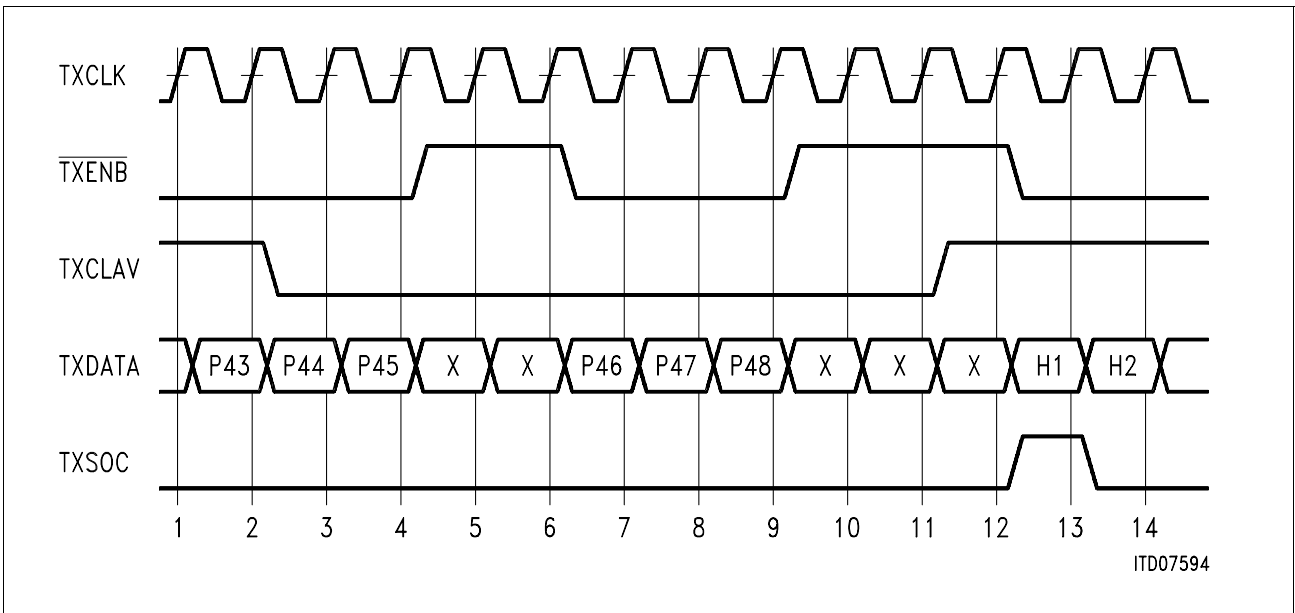 TXCLK
TXENB
TXCLAV
TXDATA P43 P44 P45 X X P46 P47 P48 X X X H1 H2
TXSOC
1 2 3 4 5 6 7 8 9 10 11 12 13 14
ITD07594